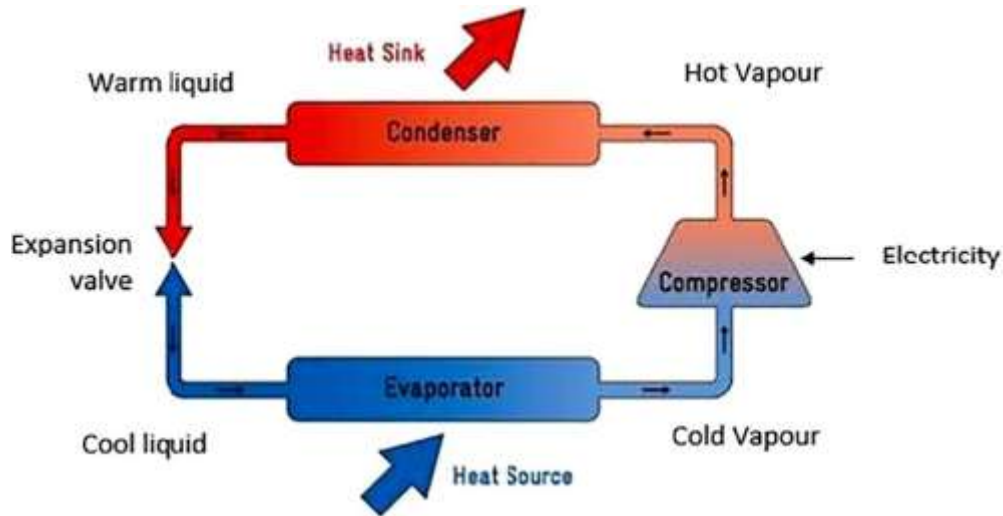 Heat Sink
Warm liquid
Hot Vapour
Condenser
Expansion
valve
Electricity
Compressor
Evaporator
Cool liquid
Cold Vapour
Heat Source